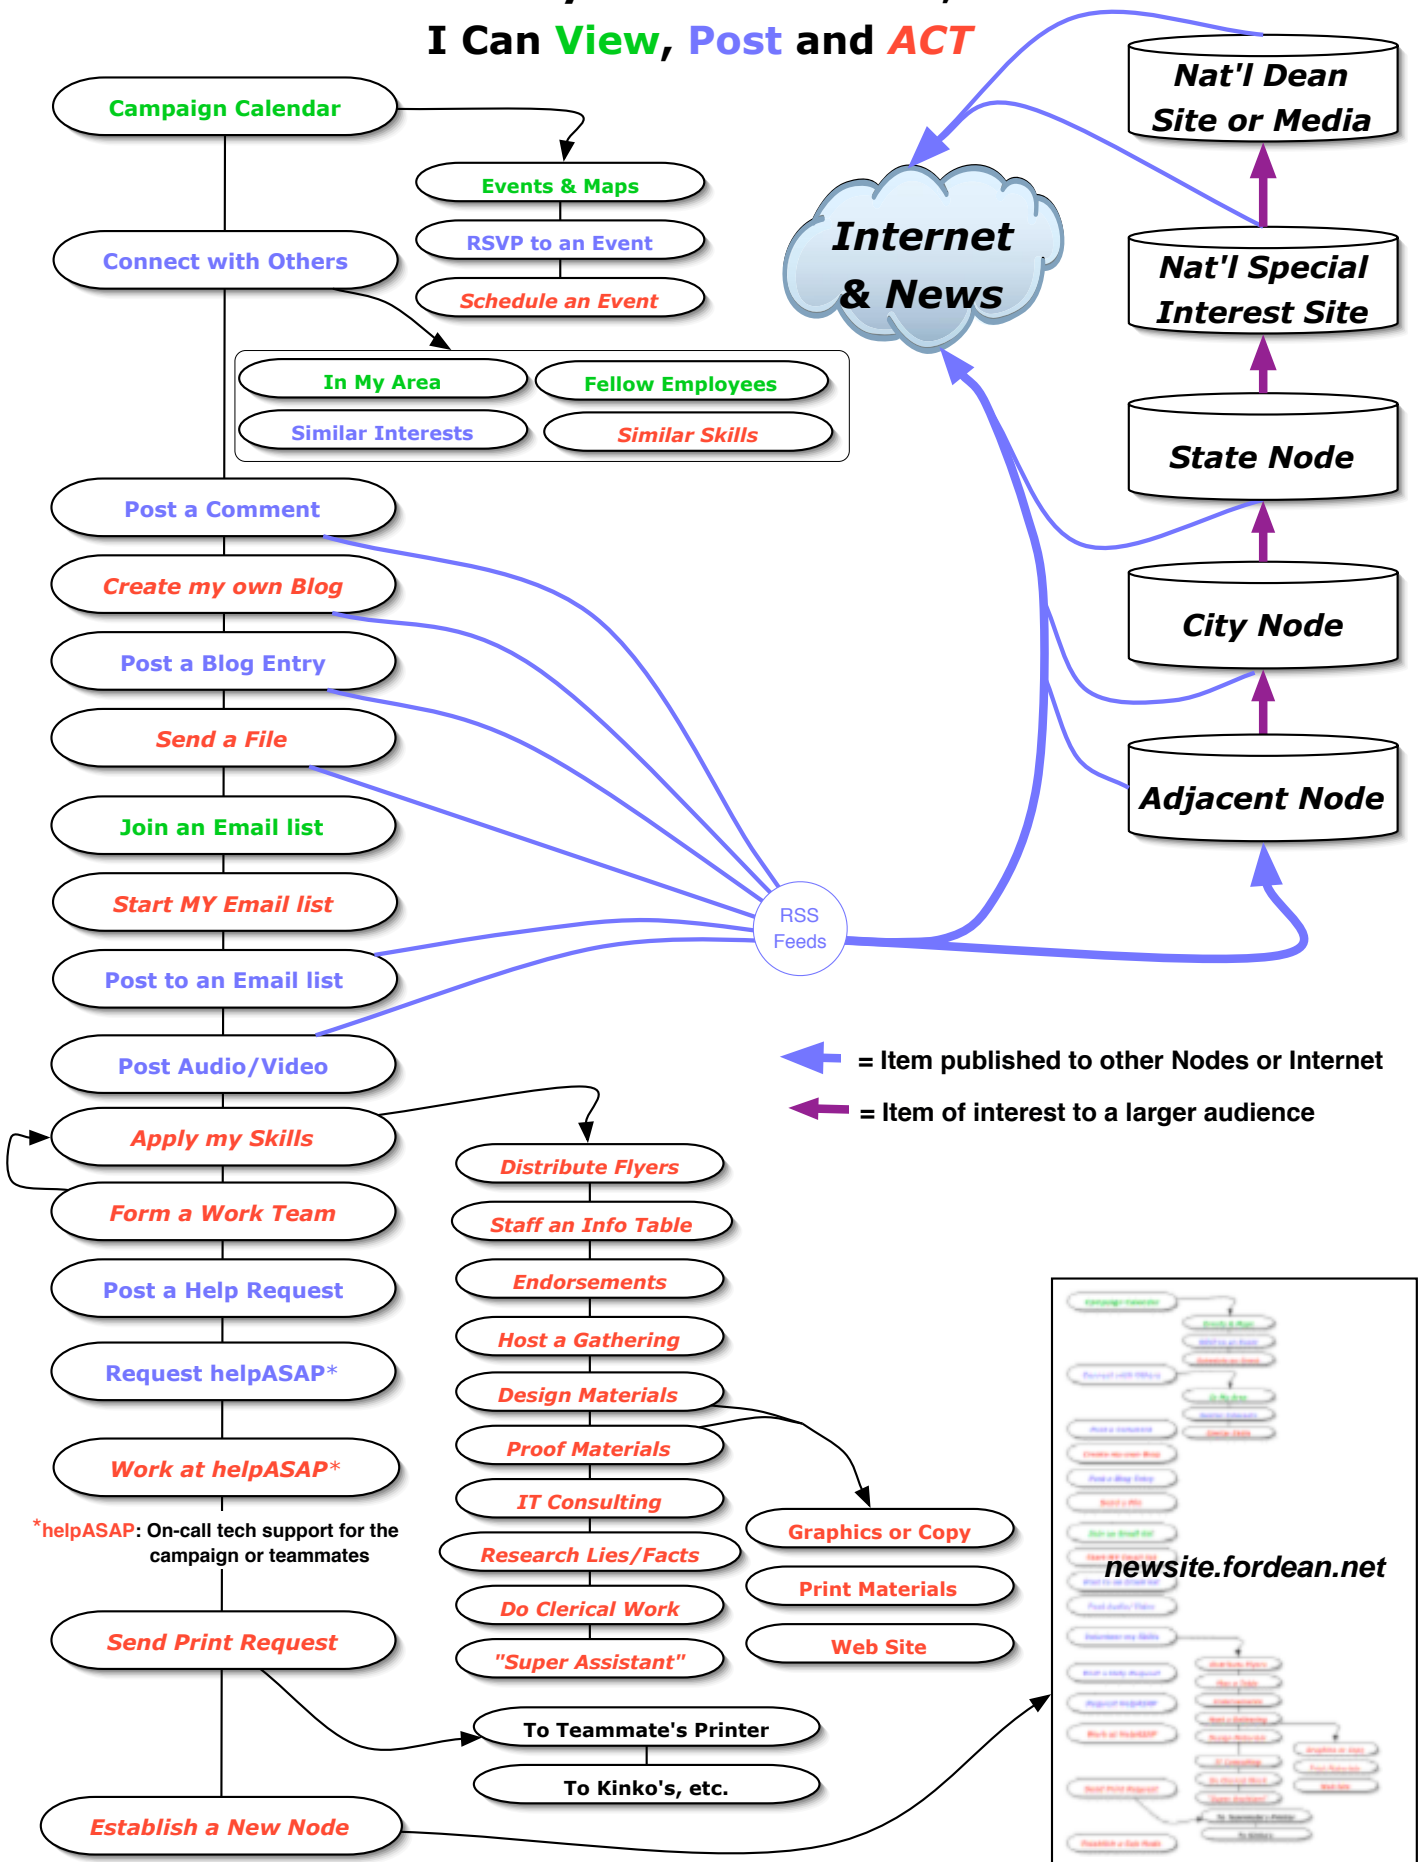 I Can View, Post and ACT
Campaign Calendar
Events & Maps
RSVP to an Event
Schedule an Event
Connect with Others
In My Area
Fellow Employees
Similar Interests
Similar Skills
Post a Comment
Create my own Blog
Post a Blog Entry
Send a File
Join an Email list
Start MY Email list
Post to an Email list
Post Audio/Video
Apply my Skills
Form a Work Team
Post a Help Request
Request helpASAP*
Work at helpASAP*
*helpASAP: On-call tech support for the
campaign or teammates
Send Print Request
Establish a New Node
Distribute Flyers
Staff an Info Table
Endorsements
Host a Gathering
Design Materials
Proof Materials
IT Consulting
Research Lies/Facts
Do Clerical Work
"Super Assistant"
Graphics or Copy
Print Materials
Web Site
To Teammate's Printer
To Kinko's, etc.
RSS
Feeds
Internet
& News
Nat'l Dean
Site or Media
Nat'l Special
Interest Site
State Node
City Node
Adjacent Node
= Item published to other Nodes or Internet
= Item of interest to a larger audience
newsite.fordean.net